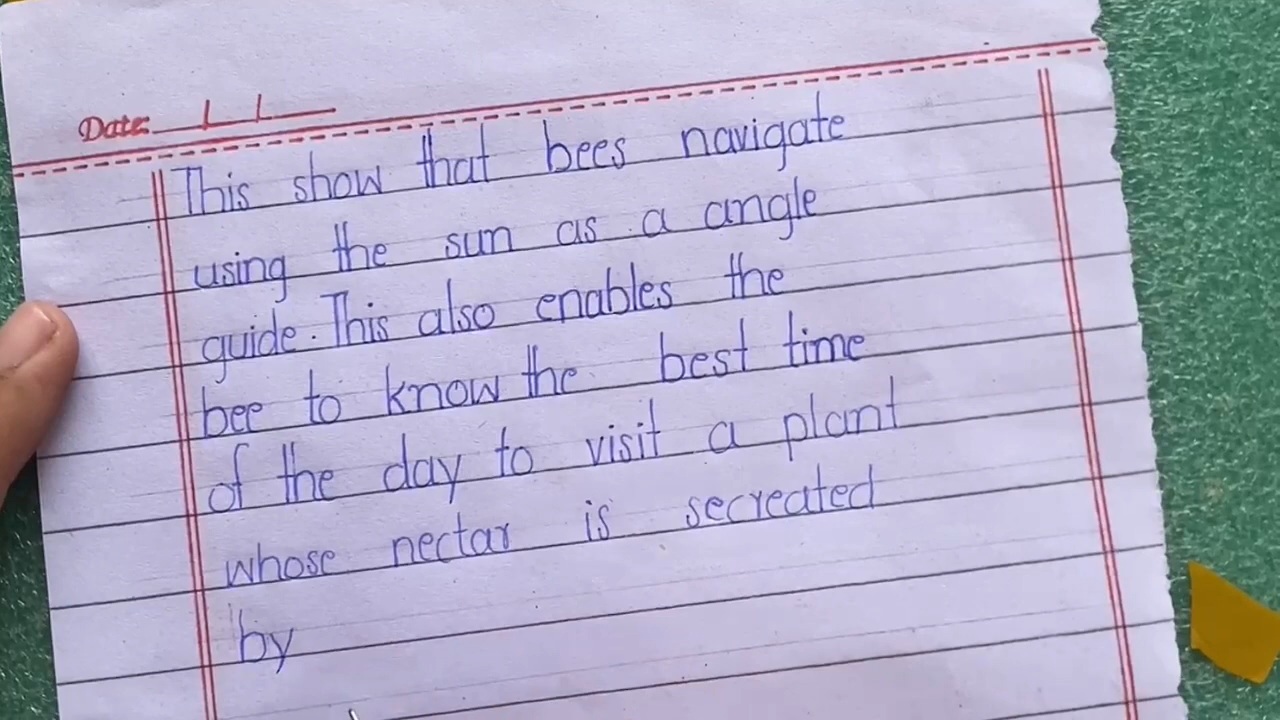 Date:
This show that bees navigate
using the sun as a angle
guide. This also enables the
bee to know the best time
of the day to visit a plant
whose nectar is secreated
by